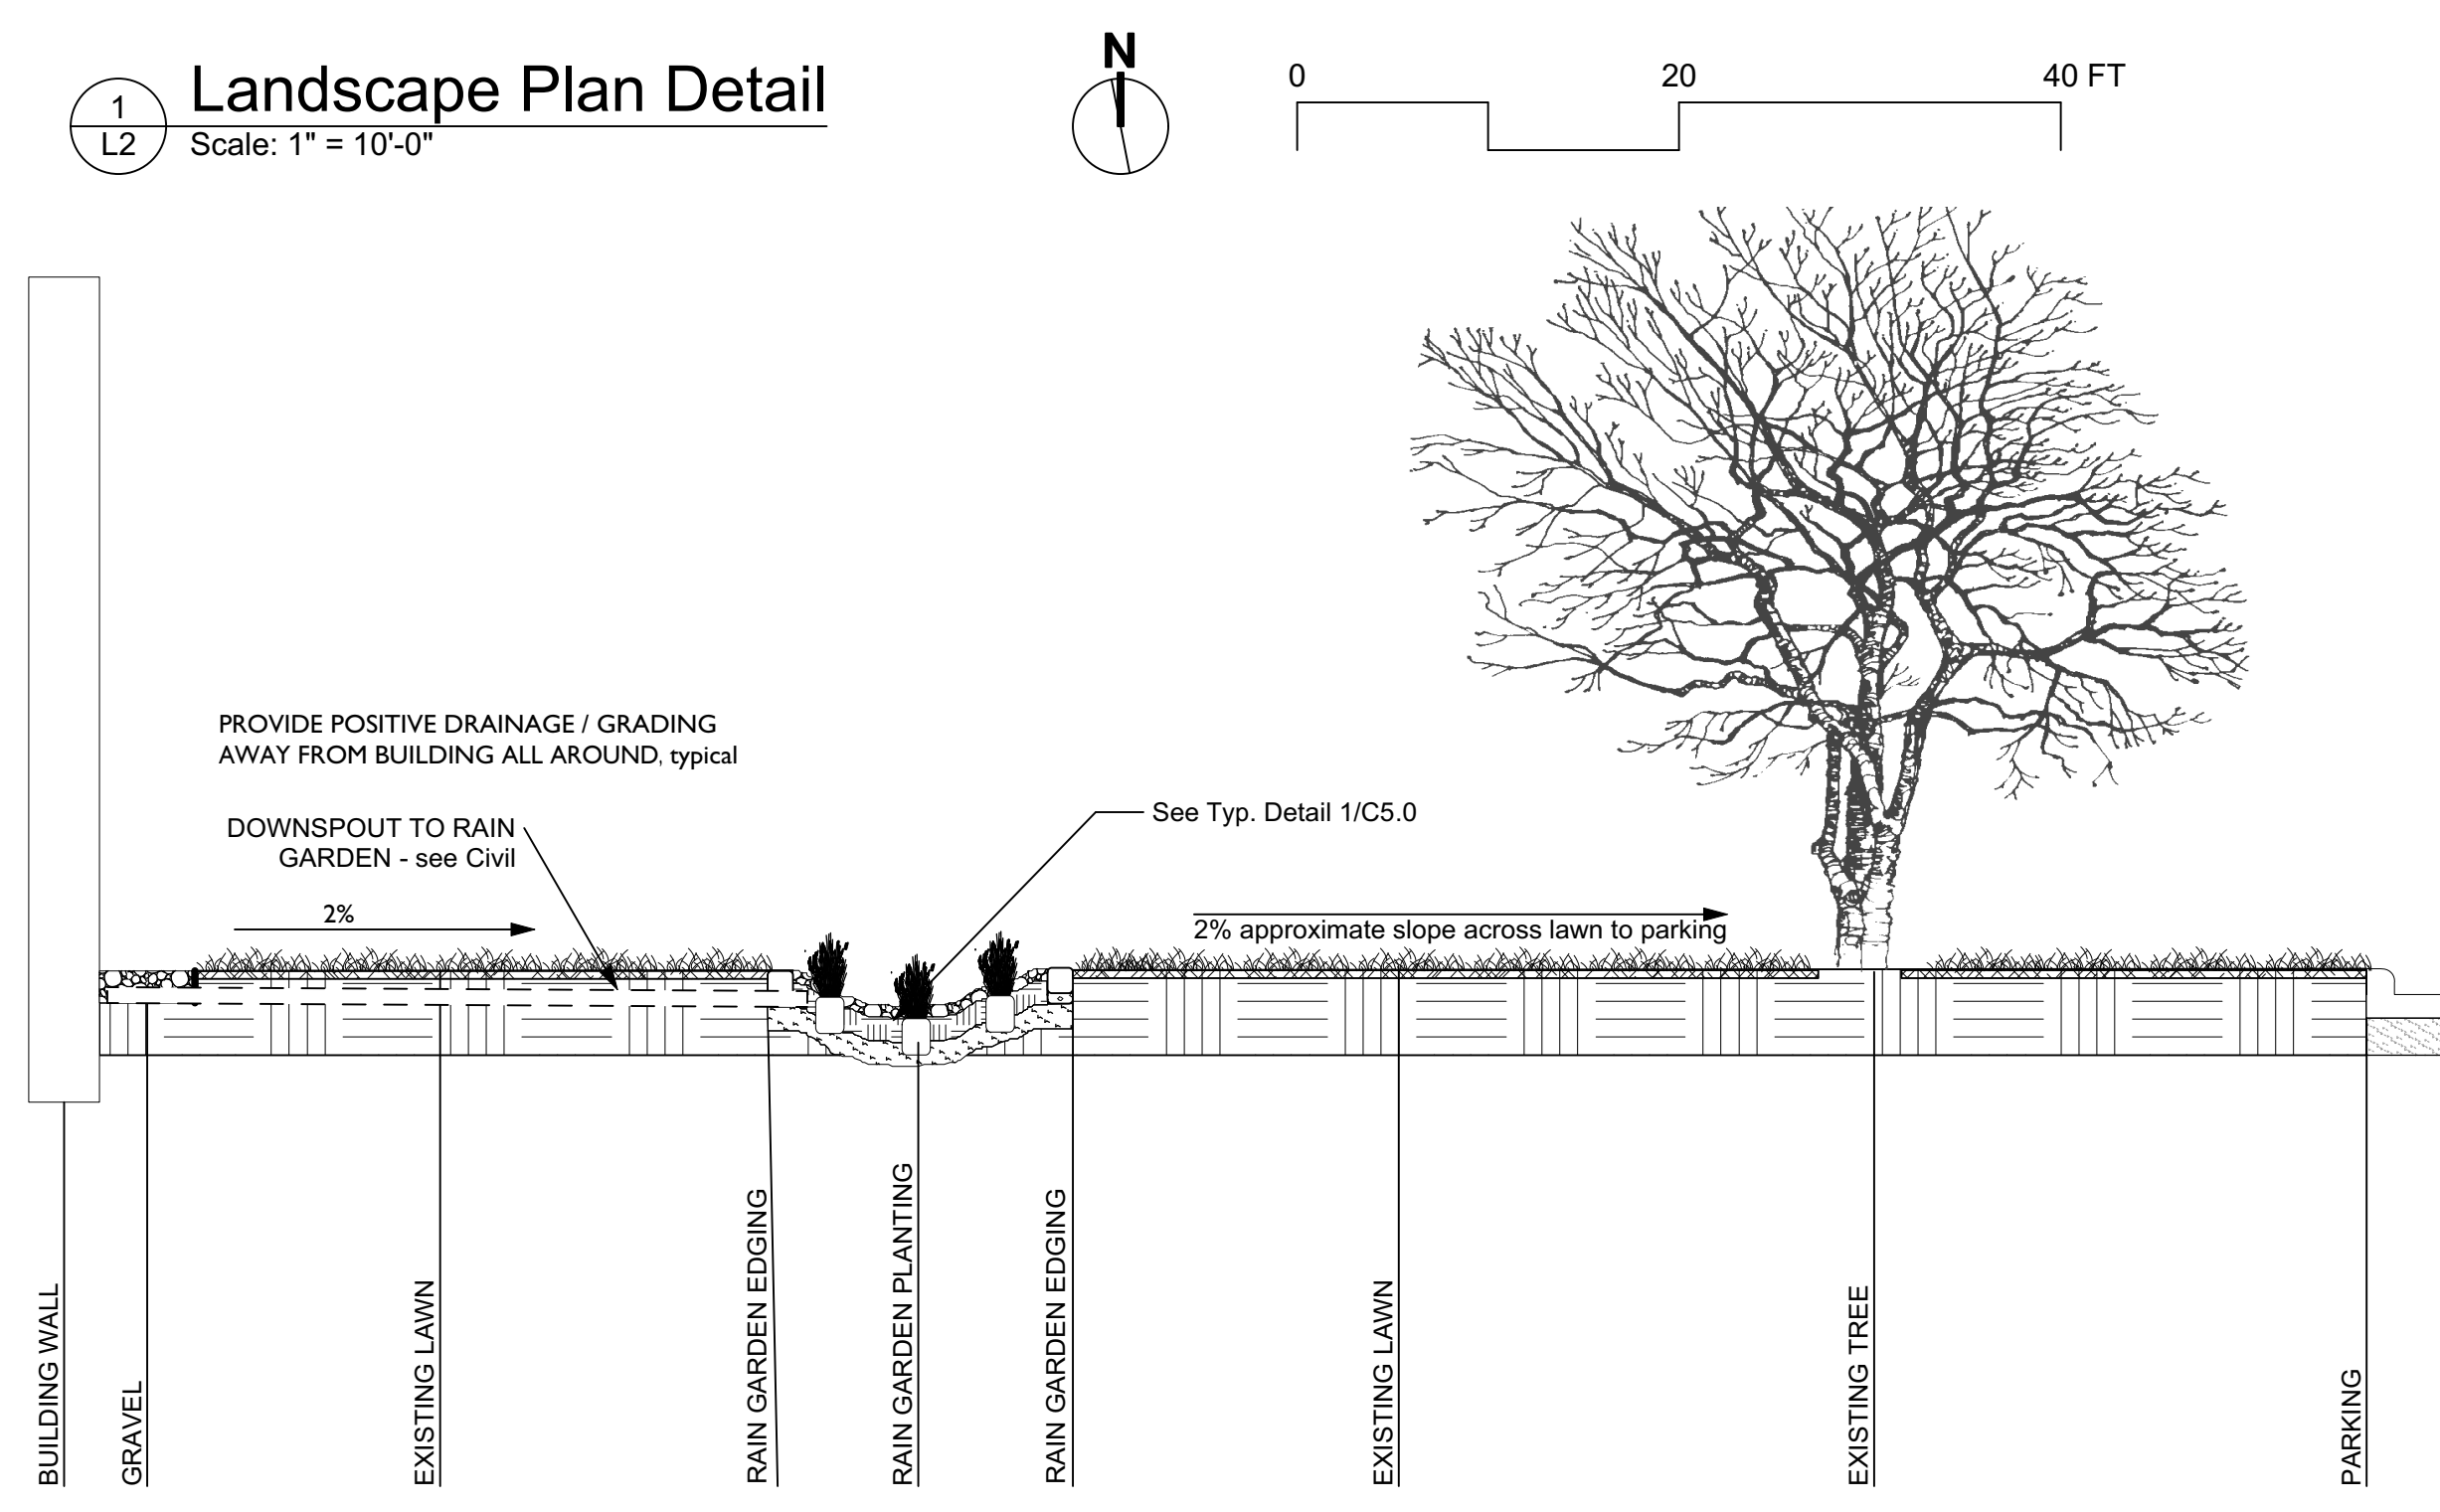 1
L2
Landscape Plan Detail
Scale: 1" = 10'-0"
N
0 20 40 FT
PROVIDE POSITIVE DRAINAGE / GRADING
AWAY FROM BUILDING ALL AROUND, typical
DOWNSPOUT TO RAIN
GARDEN - see Civil
See Typ. Detail 1/C5.0
2%
2% approximate slope across lawn to parking
BUILDING WALL
GRAVEL
EXISTING LAWN
RAIN GARDEN EDGING
RAIN GARDEN PLANTING
RAIN GARDEN EDGING
EXISTING LAWN
EXISTING TREE
PARKING